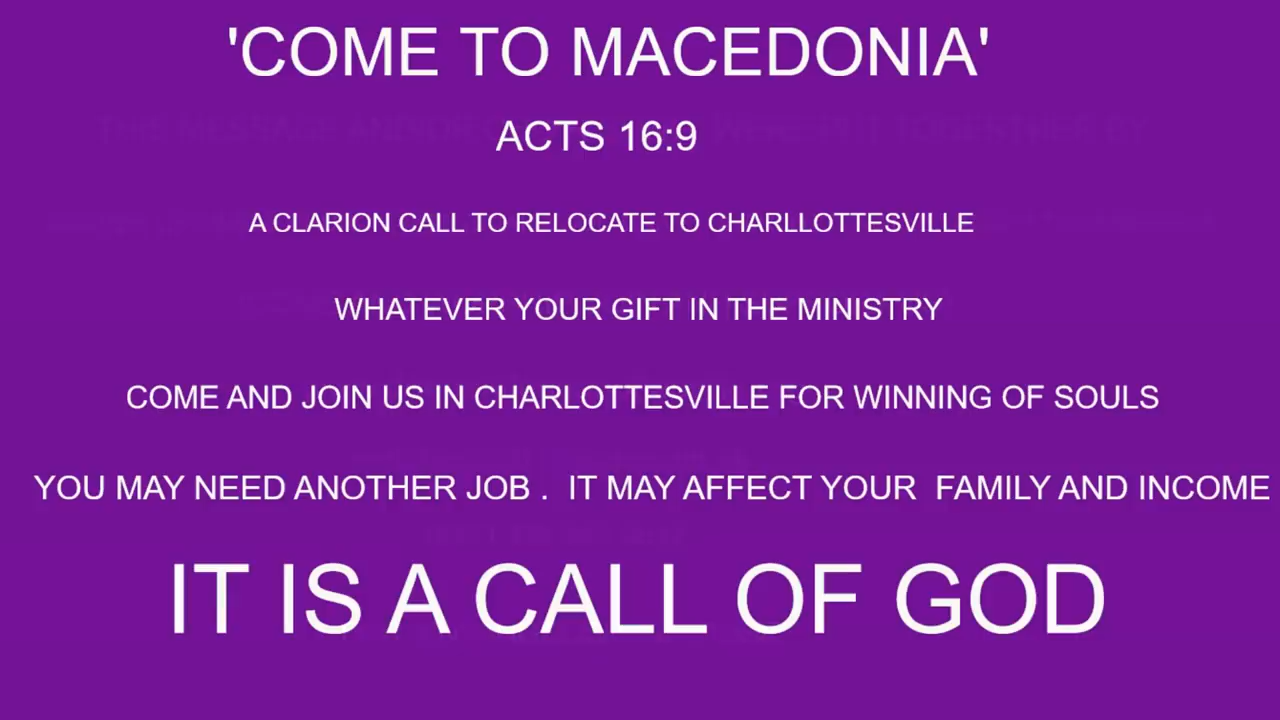 'COME TO MACEDONIA'
ACTS 16:9
A CLARION CALL TO RELOCATE TO CHARLLOTTESVILLE
WHATEVER YOUR GIFT IN THE MINISTRY
COME AND JOIN US IN CHARLOTTESVILLE FOR WINNING OF SOULS
YOU MAY NEED ANOTHER JOB .  IT MAY AFFECT YOUR  FAMILY AND INCOME
IT IS A CALL OF GOD